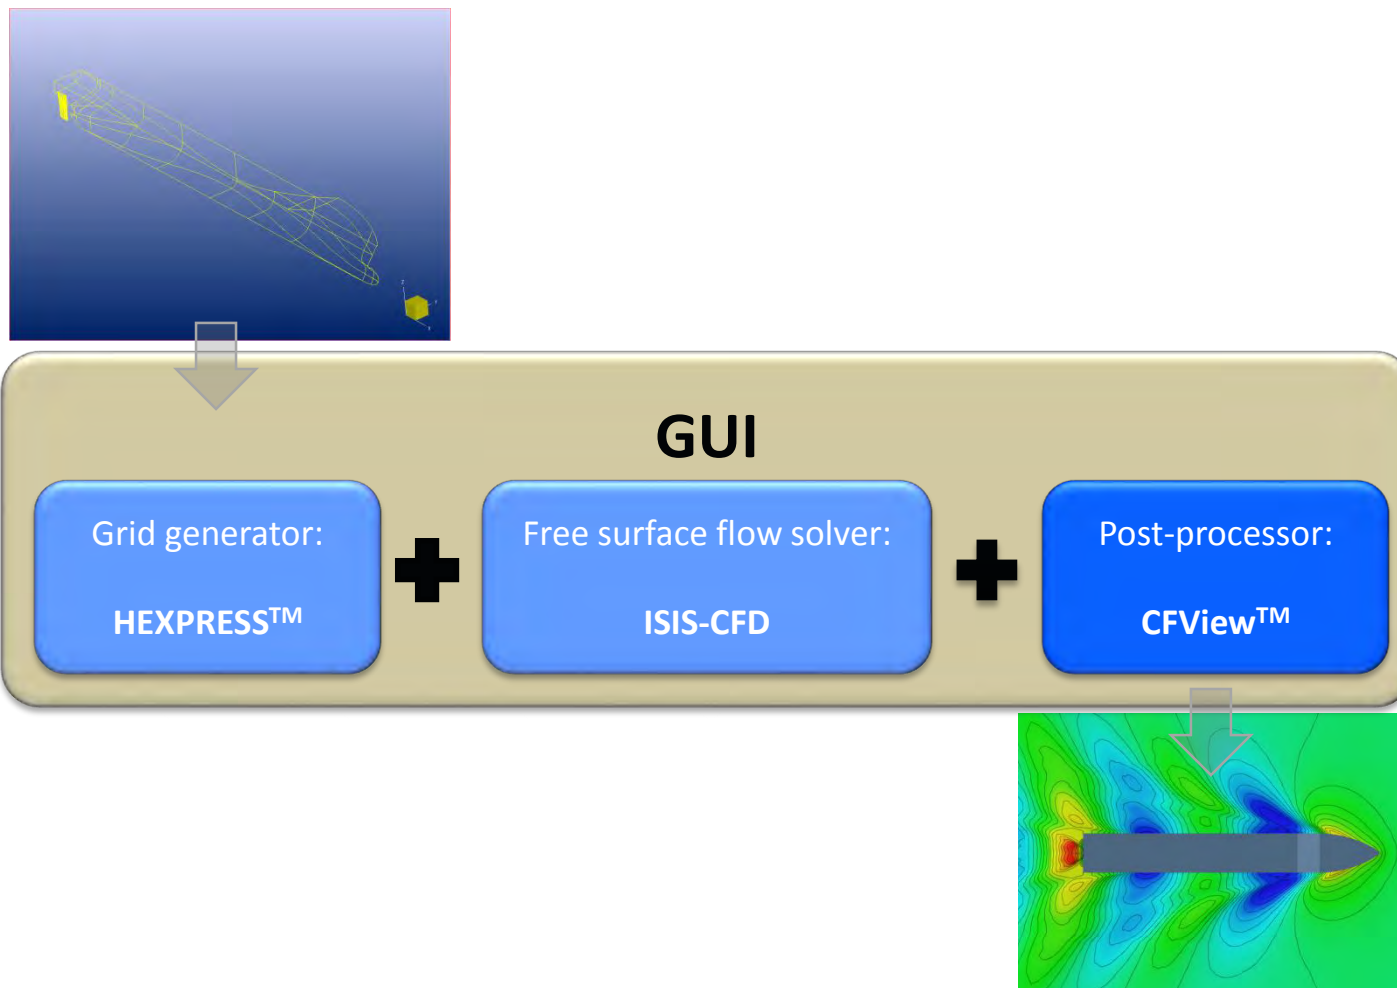 GUI
Grid generator:
HEXPRESS™
Free surface flow solver:
ISIS-CFD
Post-processor:
CFView™